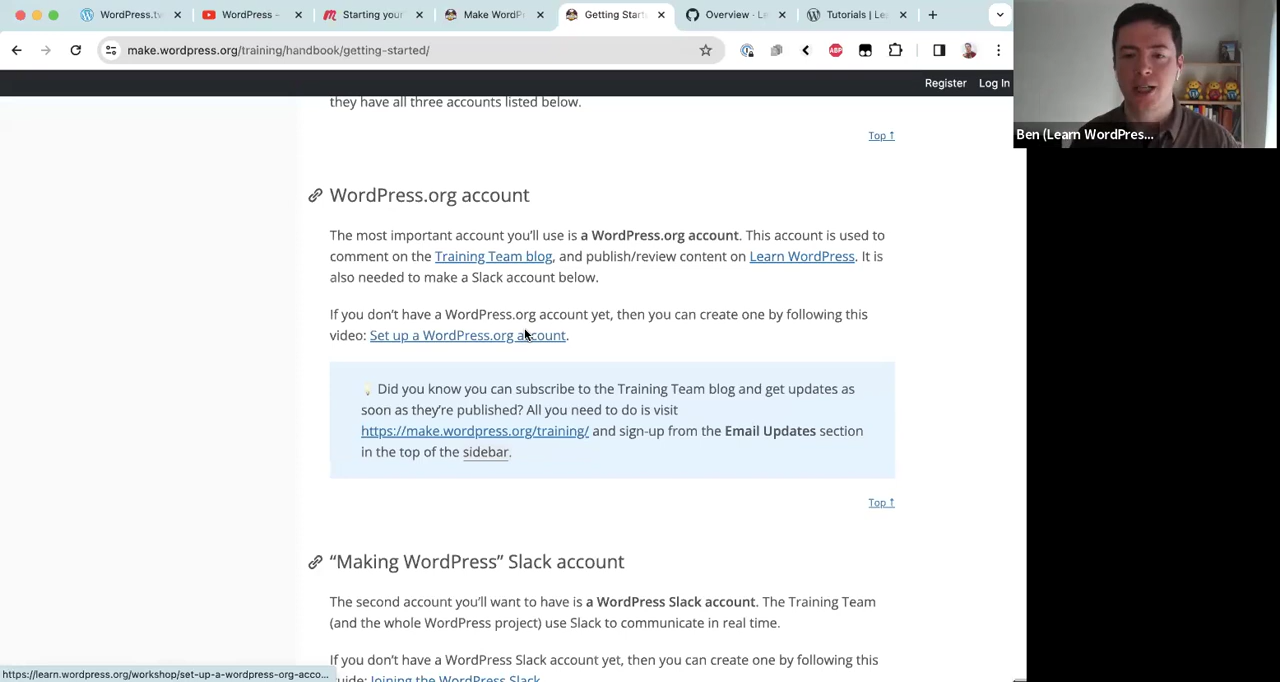 WordPress.tv
WordPress –
Starting your
Make WordPr
Getting Start
Overview · Le
Tutorials | Lea
make.wordpress.org/training/handbook/getting-started/
ABP
Register Log In
Ben (Learn WordPres...
they have all three accounts listed below.
Top ↑
WordPress.org account
The most important account you’ll use is a WordPress.org account. This account is used to
comment on the Training Team blog, and publish/review content on Learn WordPress. It is
also needed to make a Slack account below.
If you don’t have a WordPress.org account yet, then you can create one by following this
video: Set up a WordPress.org account.
💡 Did you know you can subscribe to the Training Team blog and get updates as
soon as they’re published? All you need to do is visit
https://make.wordpress.org/training/ and sign-up from the Email Updates section
in the top of the sidebar.
Top ↑
“Making WordPress” Slack account
The second account you’ll want to have is a WordPress Slack account. The Training Team
(and the whole WordPress project) use Slack to communicate in real time.
If you don’t have a WordPress Slack account yet, then you can create one by following this
guide: Joining the WordPress Slack
https://learn.wordpress.org/workshop/set-up-a-wordpress-org-acco...